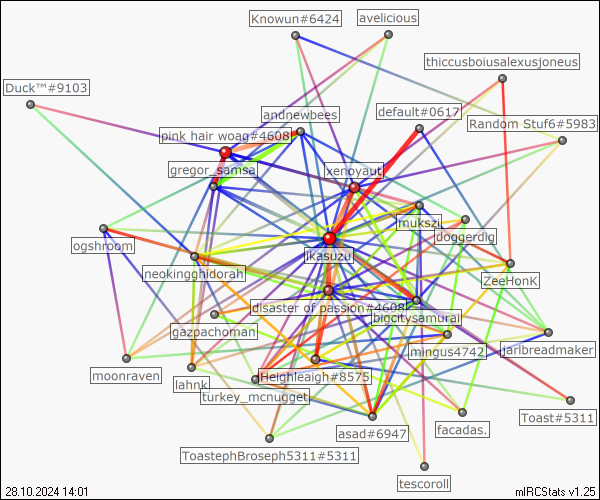 Knowun#6424
avelicious
thiccusboiusalexusjoneus
Duck™#9103
andnewbees
default#0617
Random Stuf6#5983
pink hair woag#4608
gregor_samsa
xenoyaut
mukszi
doggerdig
ogshroom
jkasuzu
neokingghidorah
ZeeHonK
disaster of passion#4608
bigcitysamurai
gazpachoman
mingus4742
jarlbreadmaker
moonraven
lahnk
Heighleaigh#8575
turkey_mcnugget
Toast#5311
asad#6947
facadas.
ToastephBroseph5311#5311
tescoroll
28.10.2024 14:01
mIRCStats v1.25